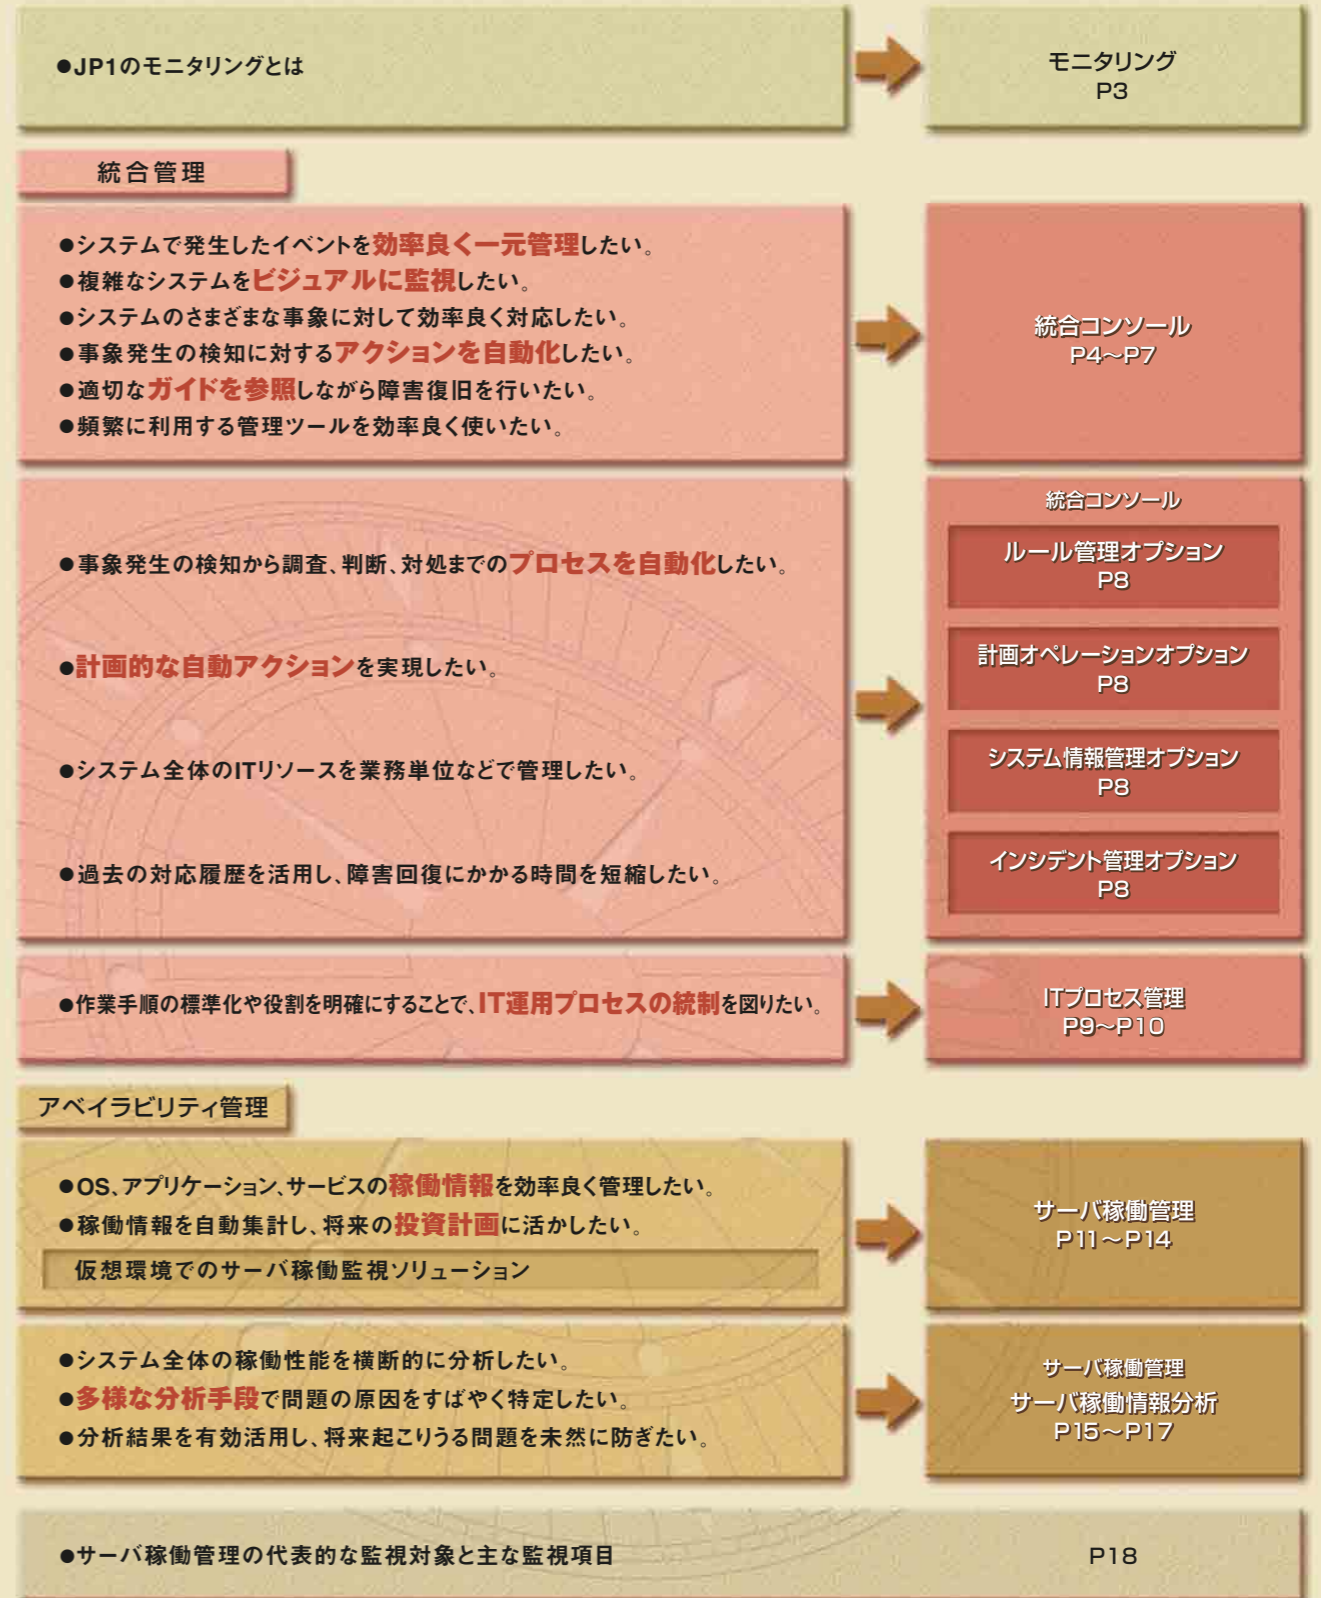 ●JP1のモニタリングとは
モニタリング
P3
統合管理
●システムで発生したイベントを効率良く一元管理したい。
●複雑なシステムをビジュアルに監視したい。
●システムのさまざまな事象に対して効率良く対応したい。
●事象発生の検知に対するアクションを自動化したい。
●適切なガイドを参照しながら障害復旧を行いたい。
●頻繁に利用する管理ツールを効率良く使いたい。
統合コンソール
P4～P7
●事象発生の検知から調査、判断、対処までのプロセスを自動化したい。
●計画的な自動アクションを実現したい。
●システム全体のITリソースを業務単位などで管理したい。
●過去の対応履歴を活用し、障害回復にかかる時間を短縮したい。
統合コンソール
ルール管理オプション
P8
計画オペレーションオプション
P8
システム情報管理オプション
P8
インシデント管理オプション
P8
●作業手順の標準化や役割を明確にすることで、IT運用プロセスの統制を図りたい。
ITプロセス管理
P9～P10
アベイラビリティ管理
●OS、アプリケーション、サービスの稼働情報を効率良く管理したい。
●稼働情報を自動集計し、将来の投資計画に活かしたい。
仮想環境でのサーバ稼働監視ソリューション
サーバ稼働管理
P11～P14
●システム全体の稼働性能を横断的に分析したい。
●多様な分析手段で問題の原因をすばやく特定したい。
●分析結果を有効活用し、将来起こりうる問題を未然に防ぎたい。
サーバ稼働管理
サーバ稼働情報分析
P15～P17
●サーバ稼働管理の代表的な監視対象と主な監視項目
P18